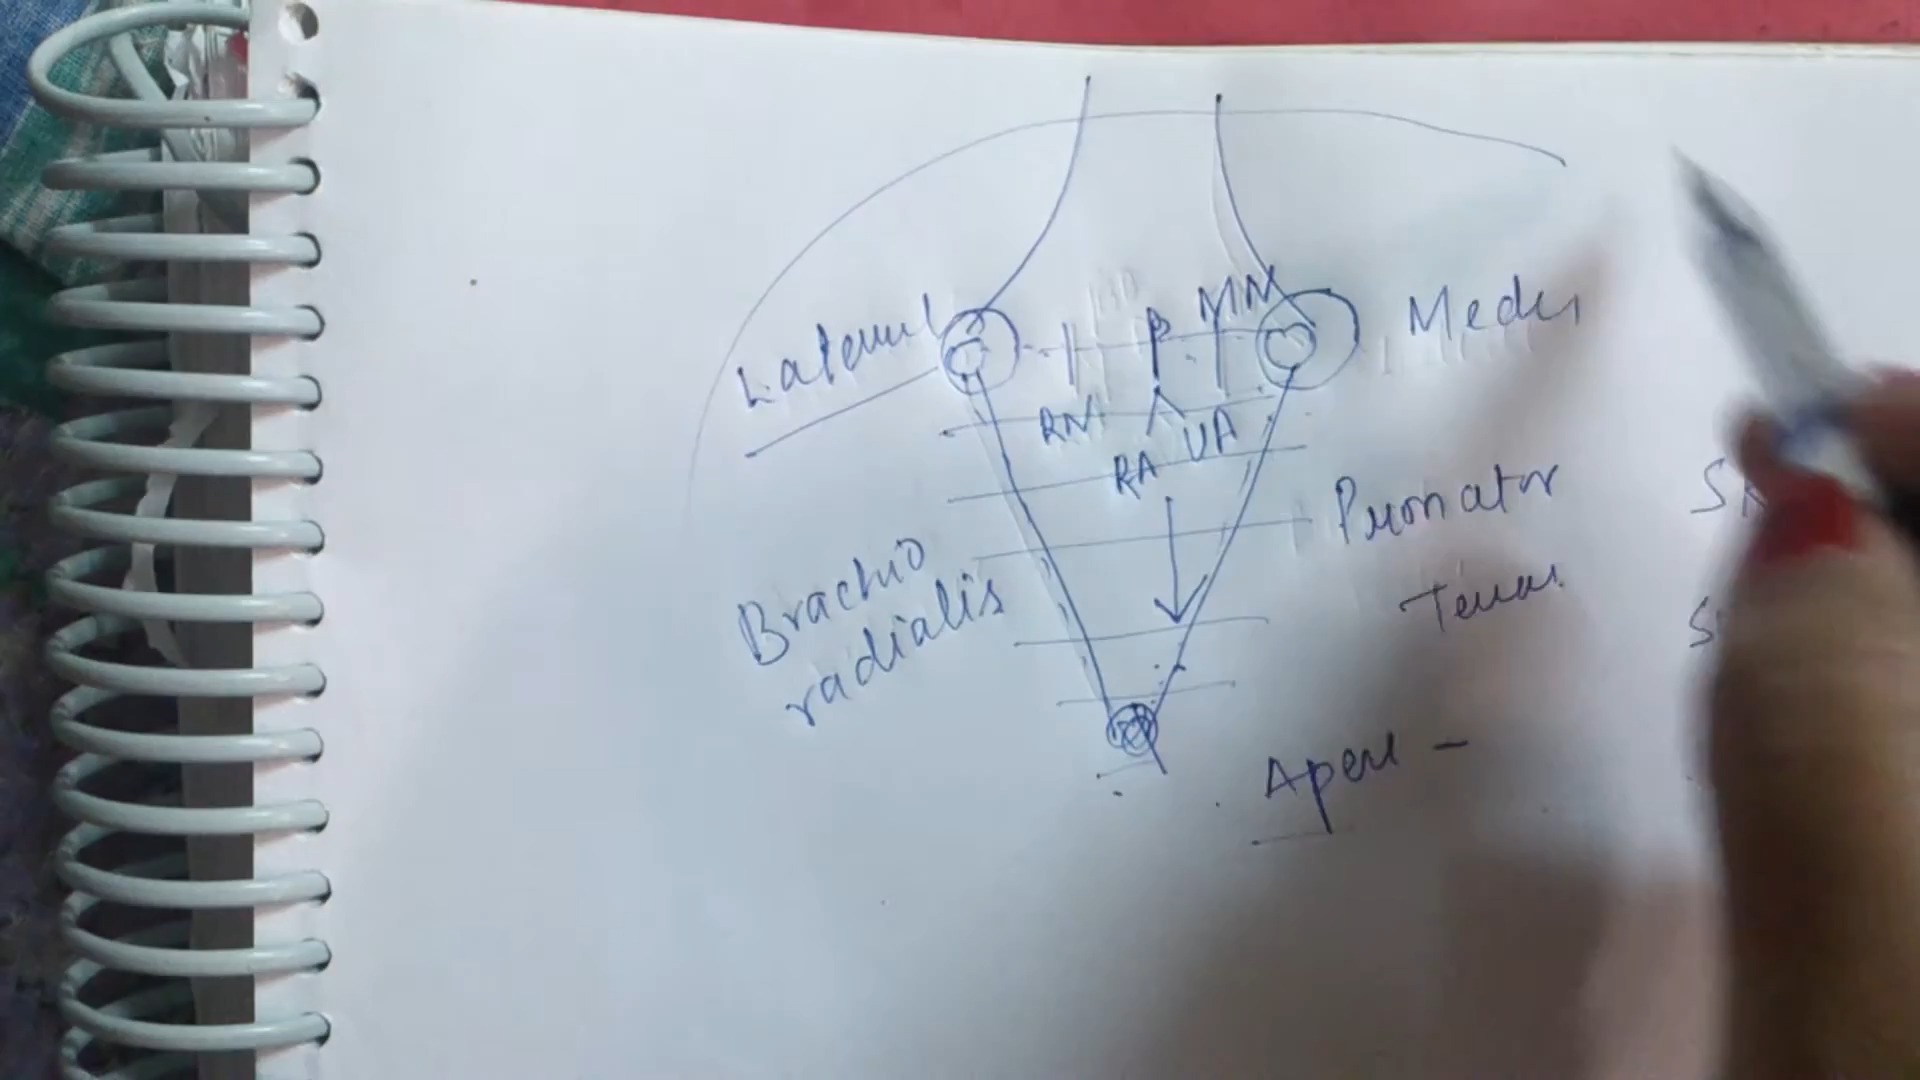 MN
B
Lateral
Medi
RN
UA
RA
Pronator
Teres
Brachio
radialis
Apex -